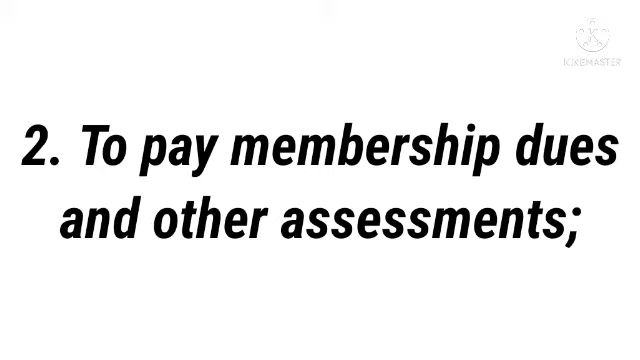 KINEMASTER
2. To pay membership dues
and other assessments;